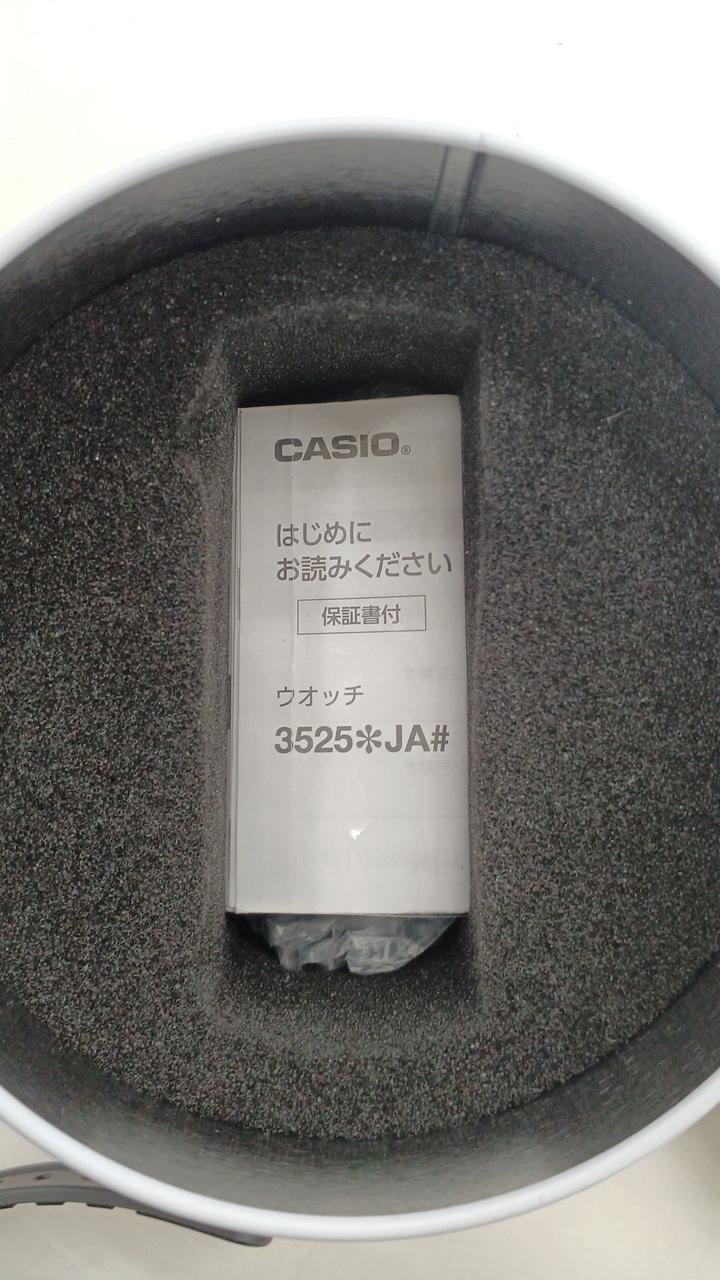 CASIO®
はじめに
お読みください
保証書付
ウオッチ
3525✻JA#